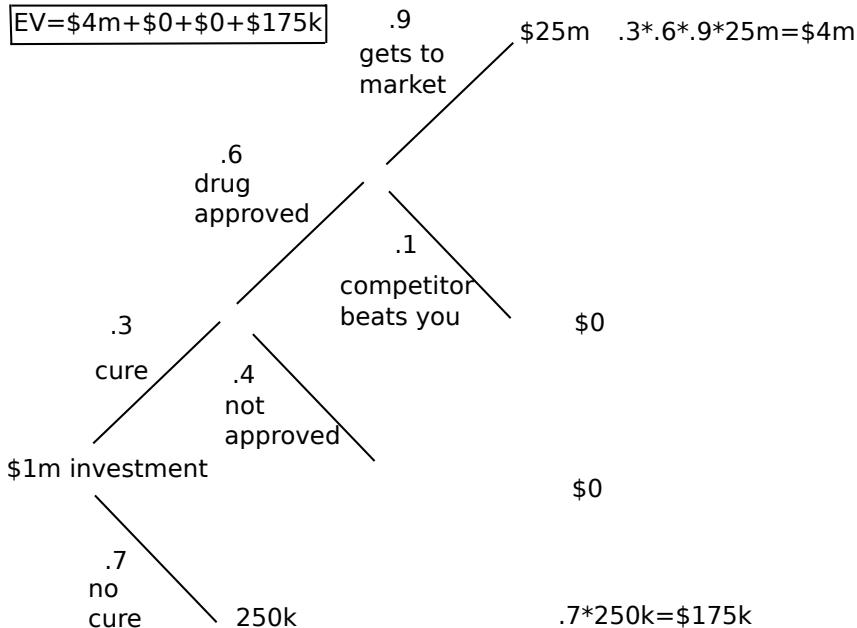 EV=$4m+$0+$0+$175k
.9
gets to
market
$25m .3*.6*.9*25m=$4m
.6
drug
approved
.1
competitor
beats you
$0
.3
cure
.4
not
approved
$1m investment
$0
.7
no
cure
250k
.7*250k=$175k